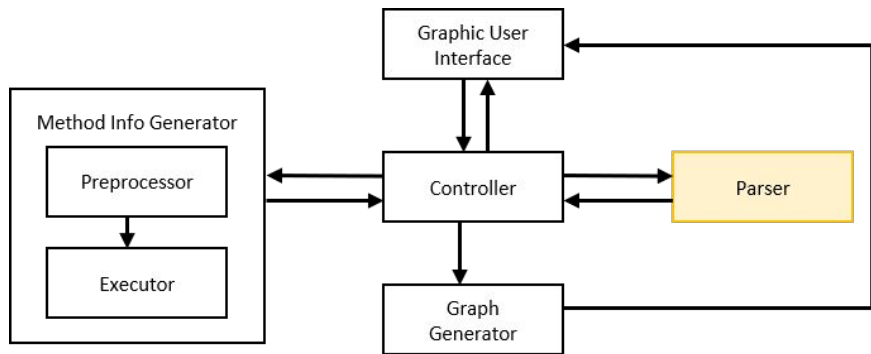 Graphic User
Interface
Method Info Generator
Preprocessor
Controller
Parser
Executor
Graph
Generator